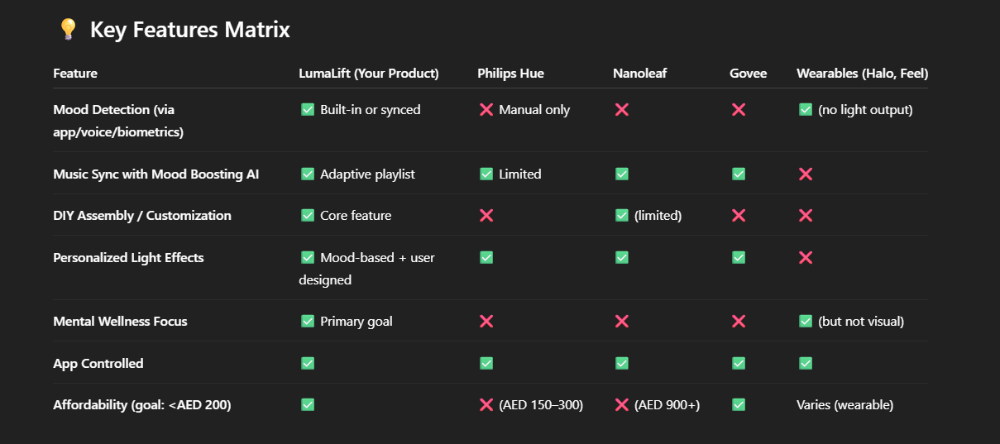 💡 Key Features Matrix
Feature LumaLift (Your Product) Philips Hue Nanoleaf Govee Wearables (Halo, Feel)
Mood Detection (via app/voice/biometrics) ✅ Built-in or synced ❌ Manual only ❌ ❌ ✅ (no light output)
Music Sync with Mood Boosting AI ✅ Adaptive playlist ✅ Limited ✅ ✅ ❌
DIY Assembly / Customization ✅ Core feature ❌ ✅ (limited) ❌ ❌
Personalized Light Effects ✅ Mood-based + user designed ✅ ✅ ✅ ❌
Mental Wellness Focus ✅ Primary goal ❌ ❌ ❌ ✅ (but not visual)
App Controlled ✅ ✅ ✅ ✅ ✅
Affordability (goal: <AED 200) ✅ ❌ (AED 150–300) ❌ (AED 900+) ✅ Varies (wearable)